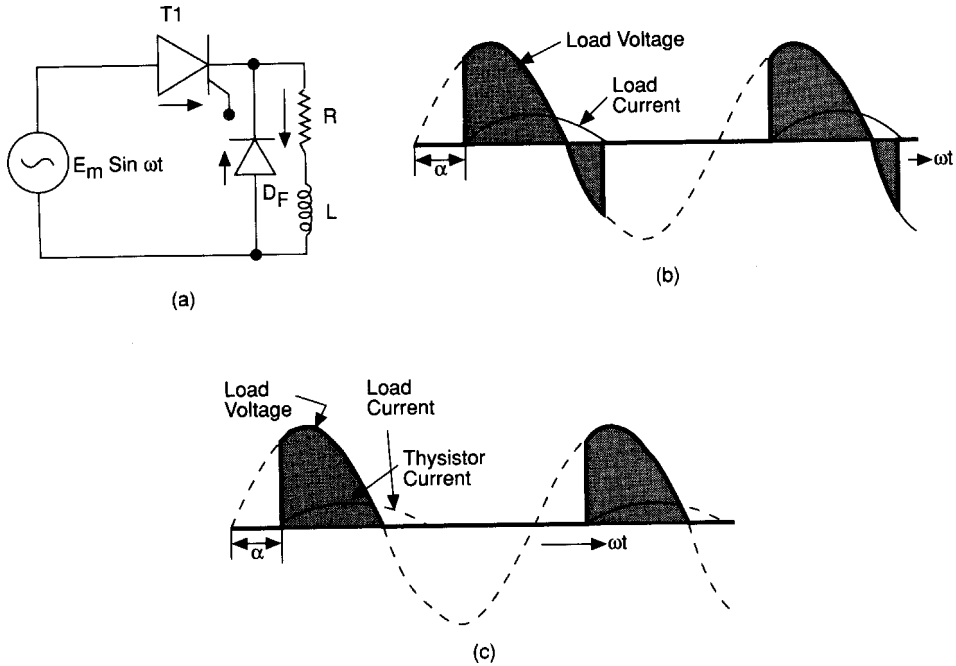 T1
R
E_m Sin ωt
D_F
L
(a)
Load Voltage
Load
Current
α
ωt
(b)
Load
Voltage
Load
Current
Thysistor
Current
α
ωt
(c)